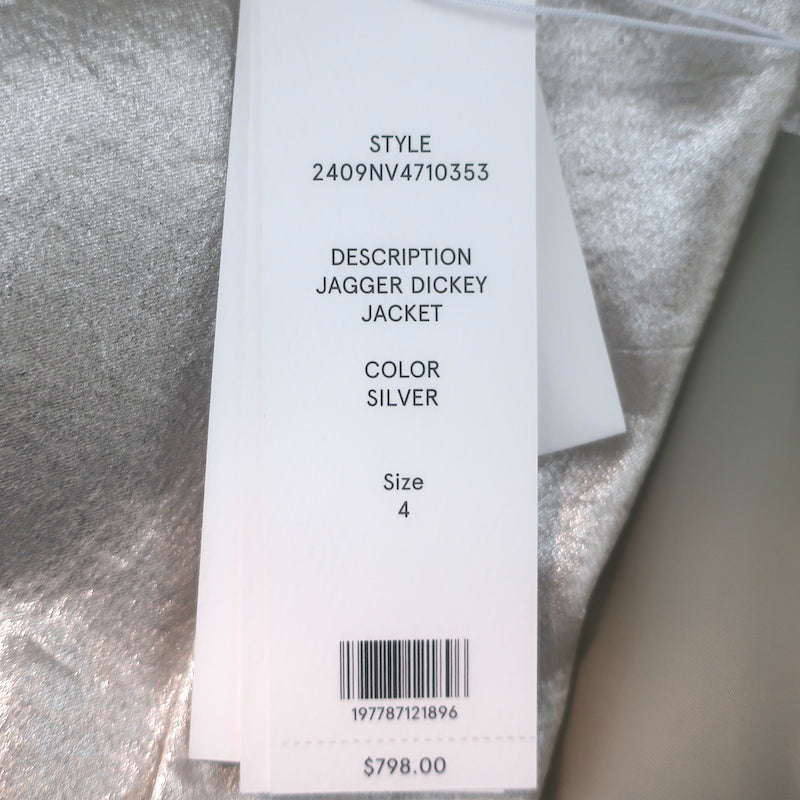 STYLE
2409NV4710353
DESCRIPTION
JAGGER DICKEY
JACKET
COLOR
SILVER
Size
4
197787121896
$798.00